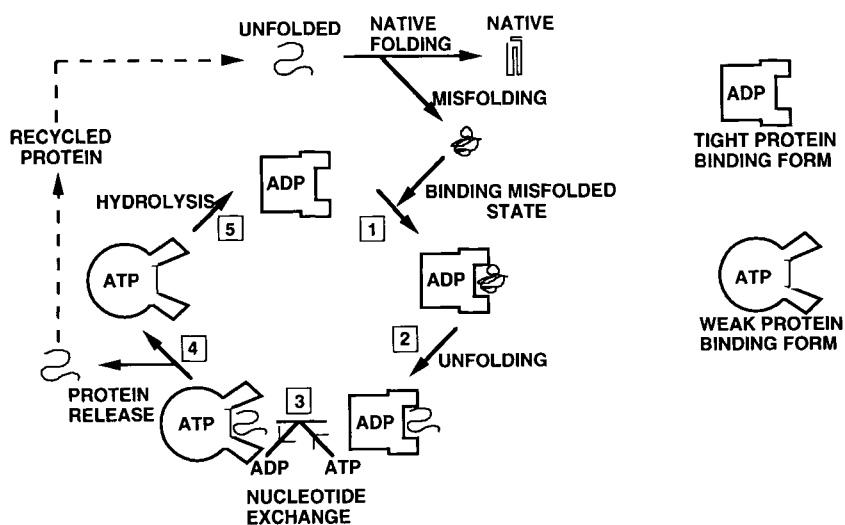 UNFOLDED
NATIVE
FOLDING
NATIVE
MISFOLDING
RECYCLED
PROTEIN
HYDROLYSIS
5
ADP
1
BINDING MISFOLDED
STATE
ATP
ADP
2
UNFOLDING
4
PROTEIN
RELEASE
ATP
3
ADP
ADP
ATP
NUCLEOTIDE
EXCHANGE
ADP
TIGHT PROTEIN
BINDING FORM
ATP
WEAK PROTEIN
BINDING FORM